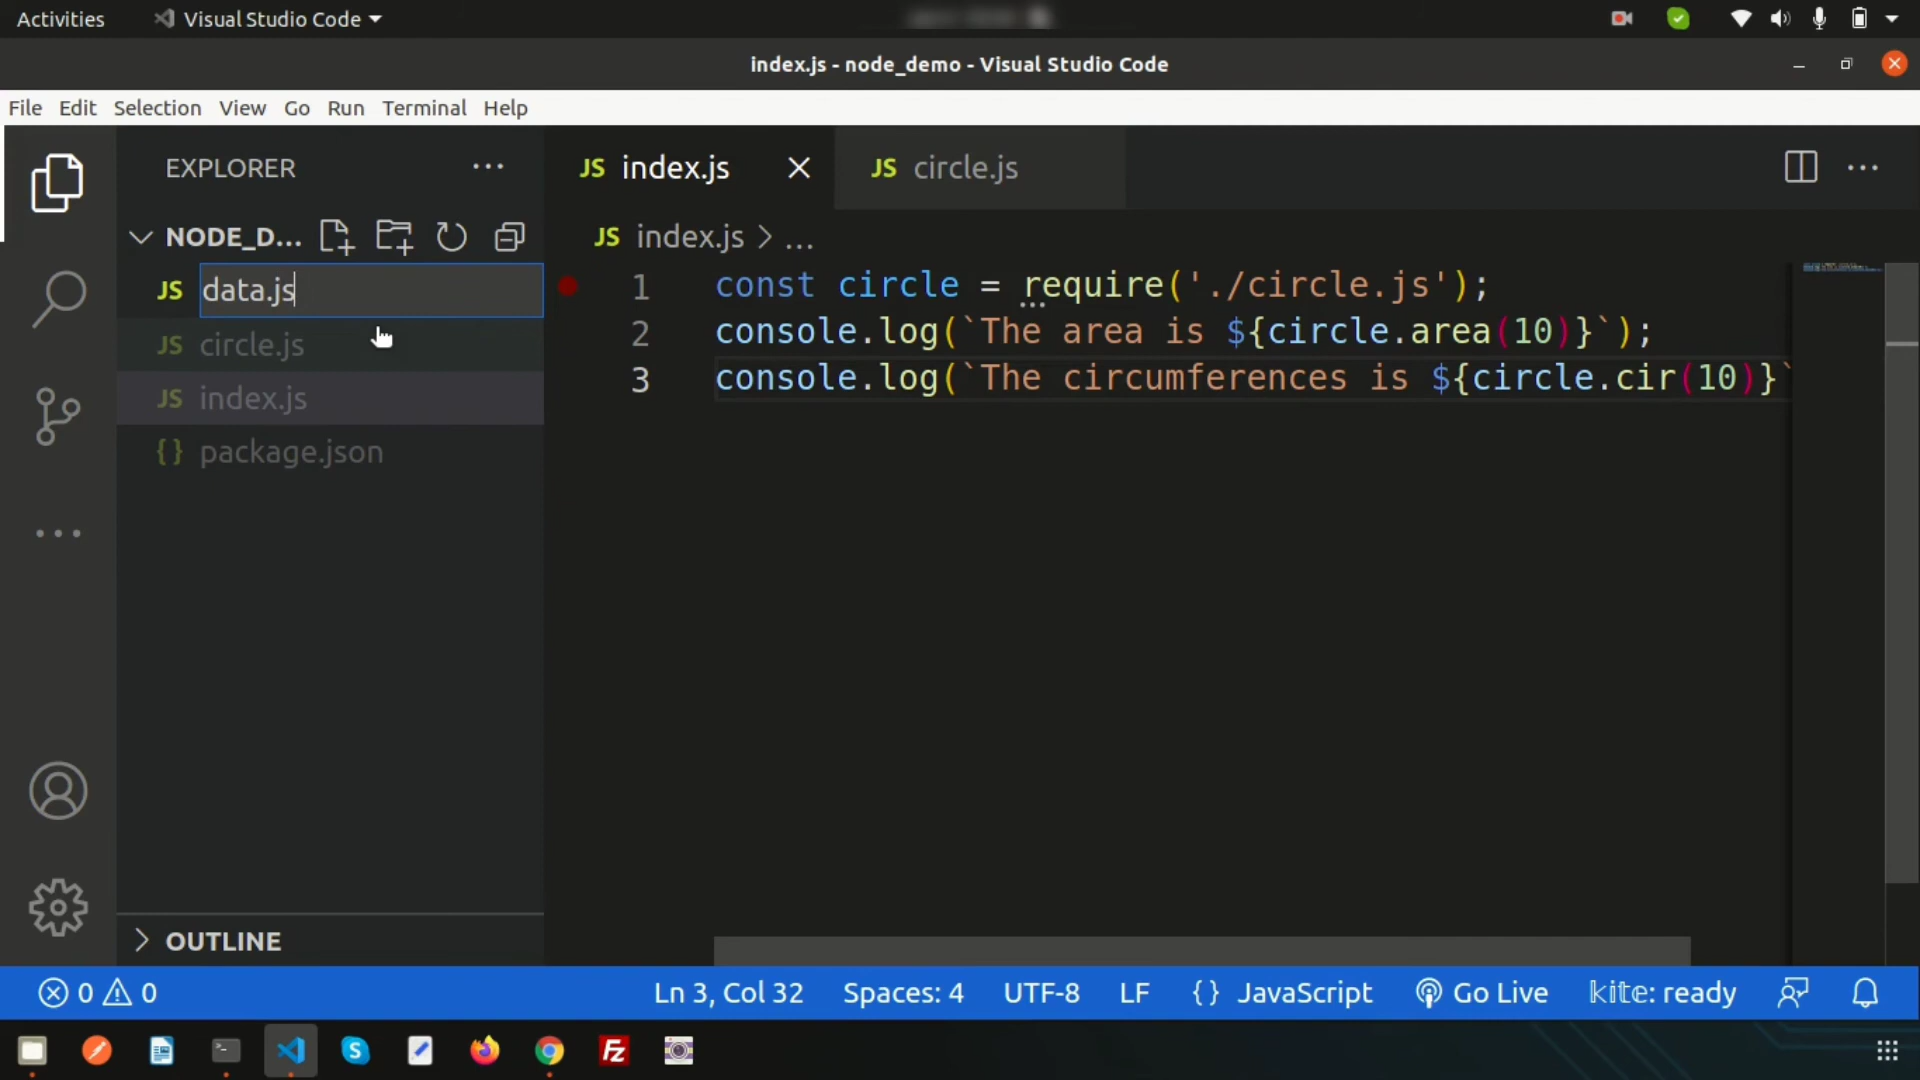 Activities
Visual Studio Code
index.js - node_demo - Visual Studio Code
File Edit Selection View Go Run Terminal Help
EXPLORER
NODE_D...
JS data.js
JS circle.js
JS index.js
{} package.json
OUTLINE
JS index.js
JS circle.js
JS index.js > ...
1 const circle = require('./circle.js');
2 console.log(`The area is ${circle.area(10)}`);
3 console.log(`The circumferences is ${circle.cir(10)}`
0 0
Ln 3, Col 32
Spaces: 4
UTF-8
LF
{} JavaScript
Go Live
kite: ready